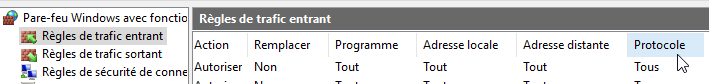 Pare-feu Windows avec fonctio
Règles de trafic entrant
Règles de trafic sortant
Règles de sécurité de conne
Règles de trafic entrant
Action Remplacer Programme Adresse locale Adresse distante Protocole
Autoriser Non Tout Tout Tout Tous